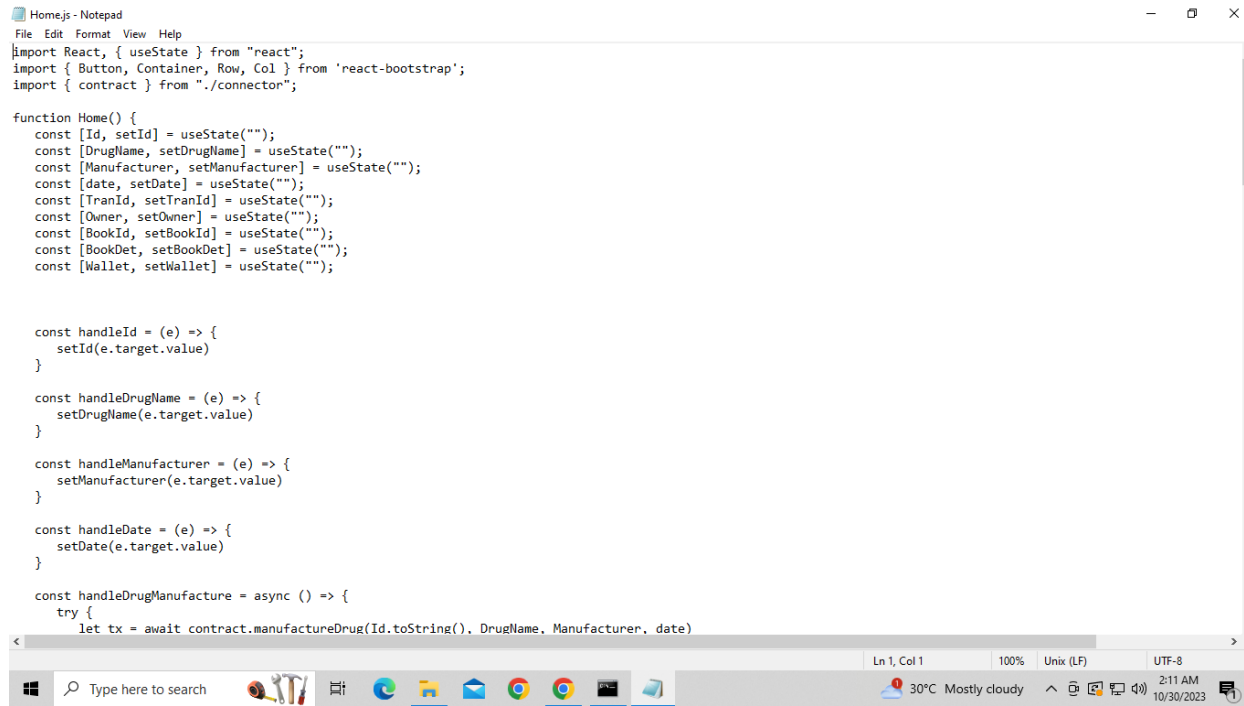 Home.js - Notepad
File Edit Format View Help
import React, { useState } from "react";
import { Button, Container, Row, Col } from 'react-bootstrap';
import { contract } from "./connector";
function Home() {
const [Id, setId] = useState("");
const [DrugName, setDrugName] = useState("");
const [Manufacturer, setManufacturer] = useState("");
const [date, setDate] = useState("");
const [TranId, setTranId] = useState("");
const [Owner, setOwner] = useState("");
const [BookId, setBookId] = useState("");
const [BookDet, setBookDet] = useState("");
const [Wallet, setWallet] = useState("");
const handleId = (e) => {
setId(e.target.value)
}
const handleDrugName = (e) => {
setDrugName(e.target.value)
}
const handleManufacturer = (e) => {
setManufacturer(e.target.value)
}
const handleDate = (e) => {
setDate(e.target.value)
}
const handleDrugManufacture = async () => {
try {
let tx = await contract.manufactureDrug(Id.toString(), DrugName, Manufacturer, date)
Ln 1, Col 1 100% Unix (LF) UTF-8
Type here to search
1
30°C Mostly cloudy
2:11 AM
10/30/2023
1